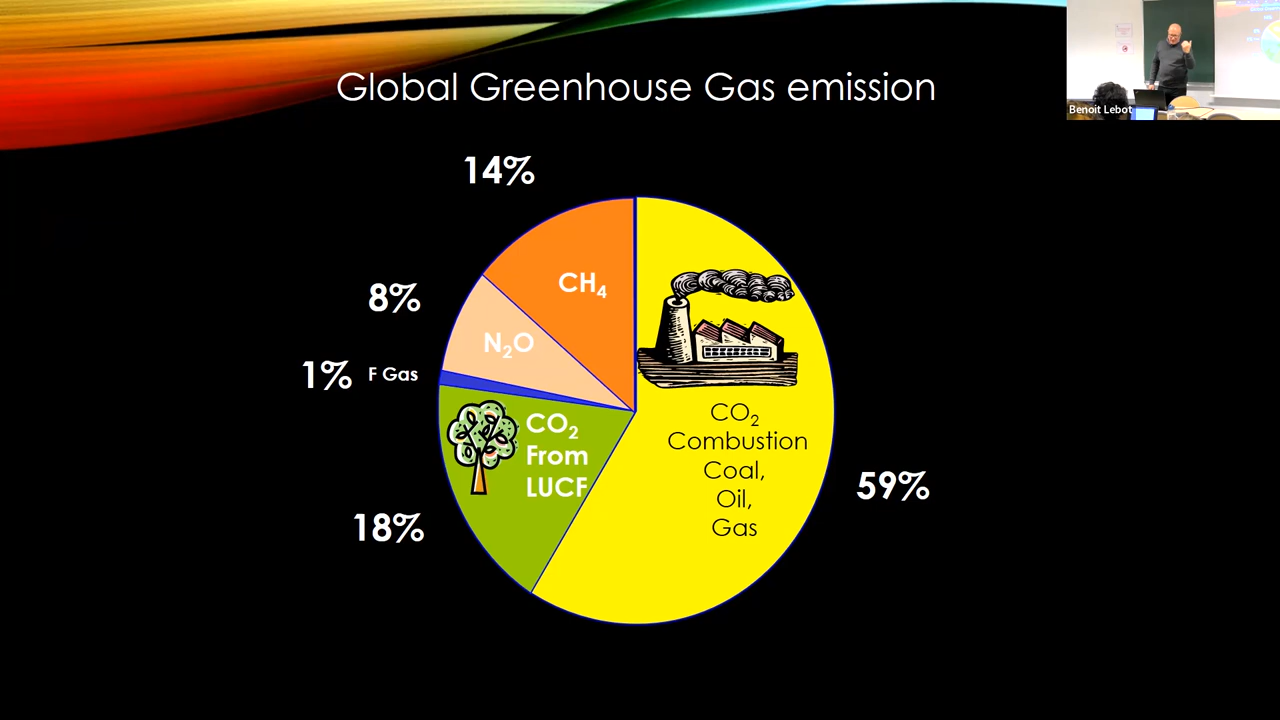 Global Greenhouse Gas emission
Benoit Lebot
14%
CH₄
8%
N₂O
1%
F Gas
CO₂
From
LUCF
18%
CO₂
Combustion
Coal,
Oil,
Gas
59%